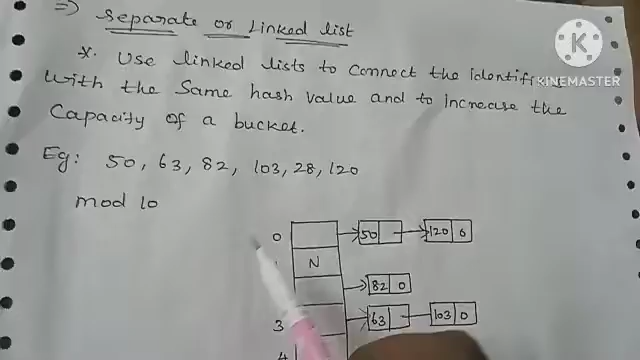 => Separate or Linked list
* Use linked lists to connect the
with the same hash value and to increase the
capacity of a bucket.
Eg: 50, 63, 82, 103, 28, 120
mod 10
0 50 120 0
N
82 0
3 63 103 0
4
K
KINEMASTER